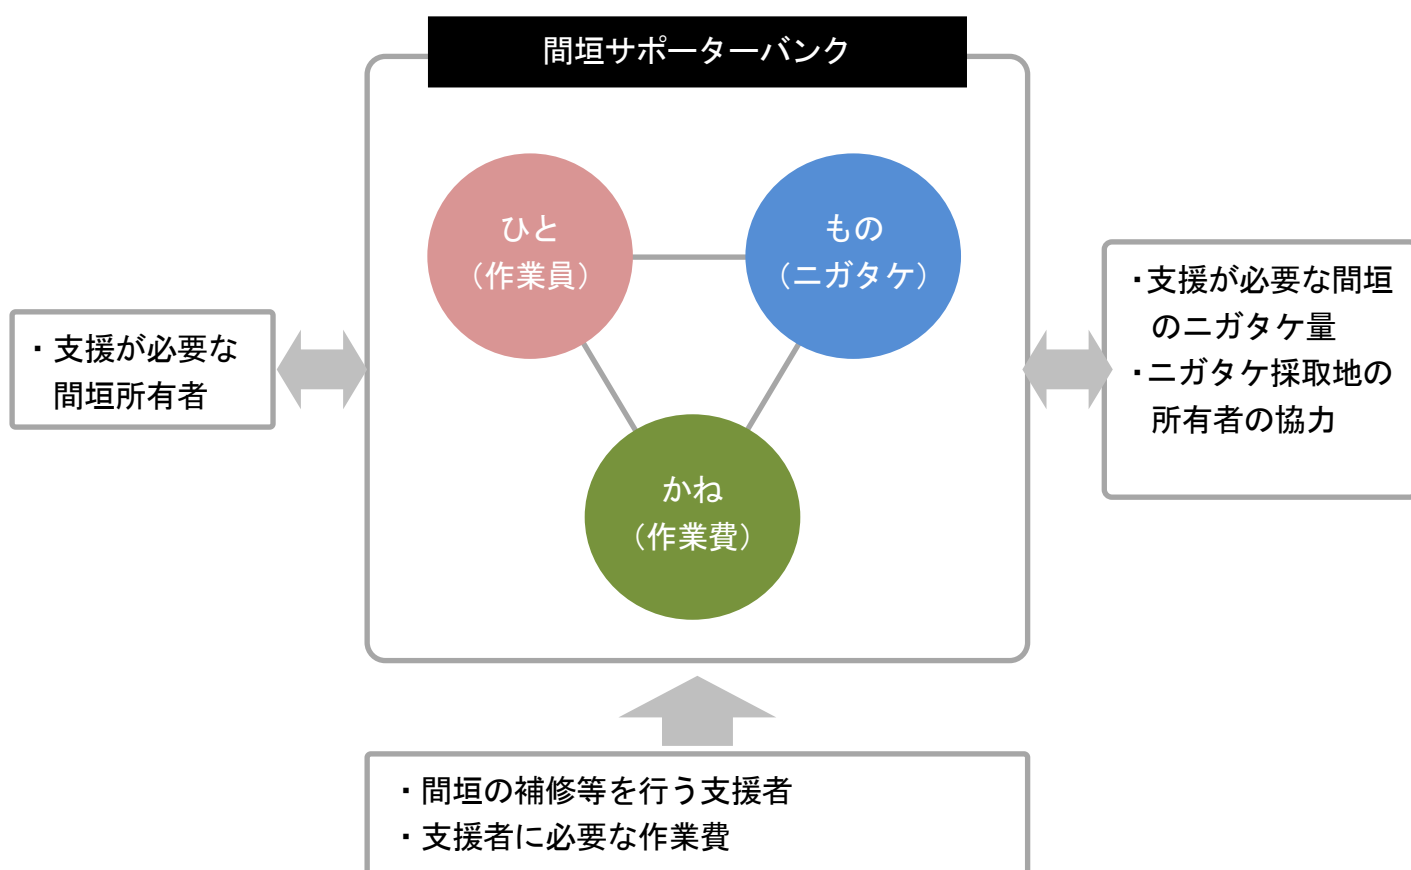 間垣サポーターバンク
ひと
（作業員）
もの
（ニガタケ）
かね
（作業費）
・支援が必要な
間垣所有者
・支援が必要な間垣
のニガタケ量
・ニガタケ採取地の
所有者の協力
・間垣の補修等を行う支援者
・支援者に必要な作業費